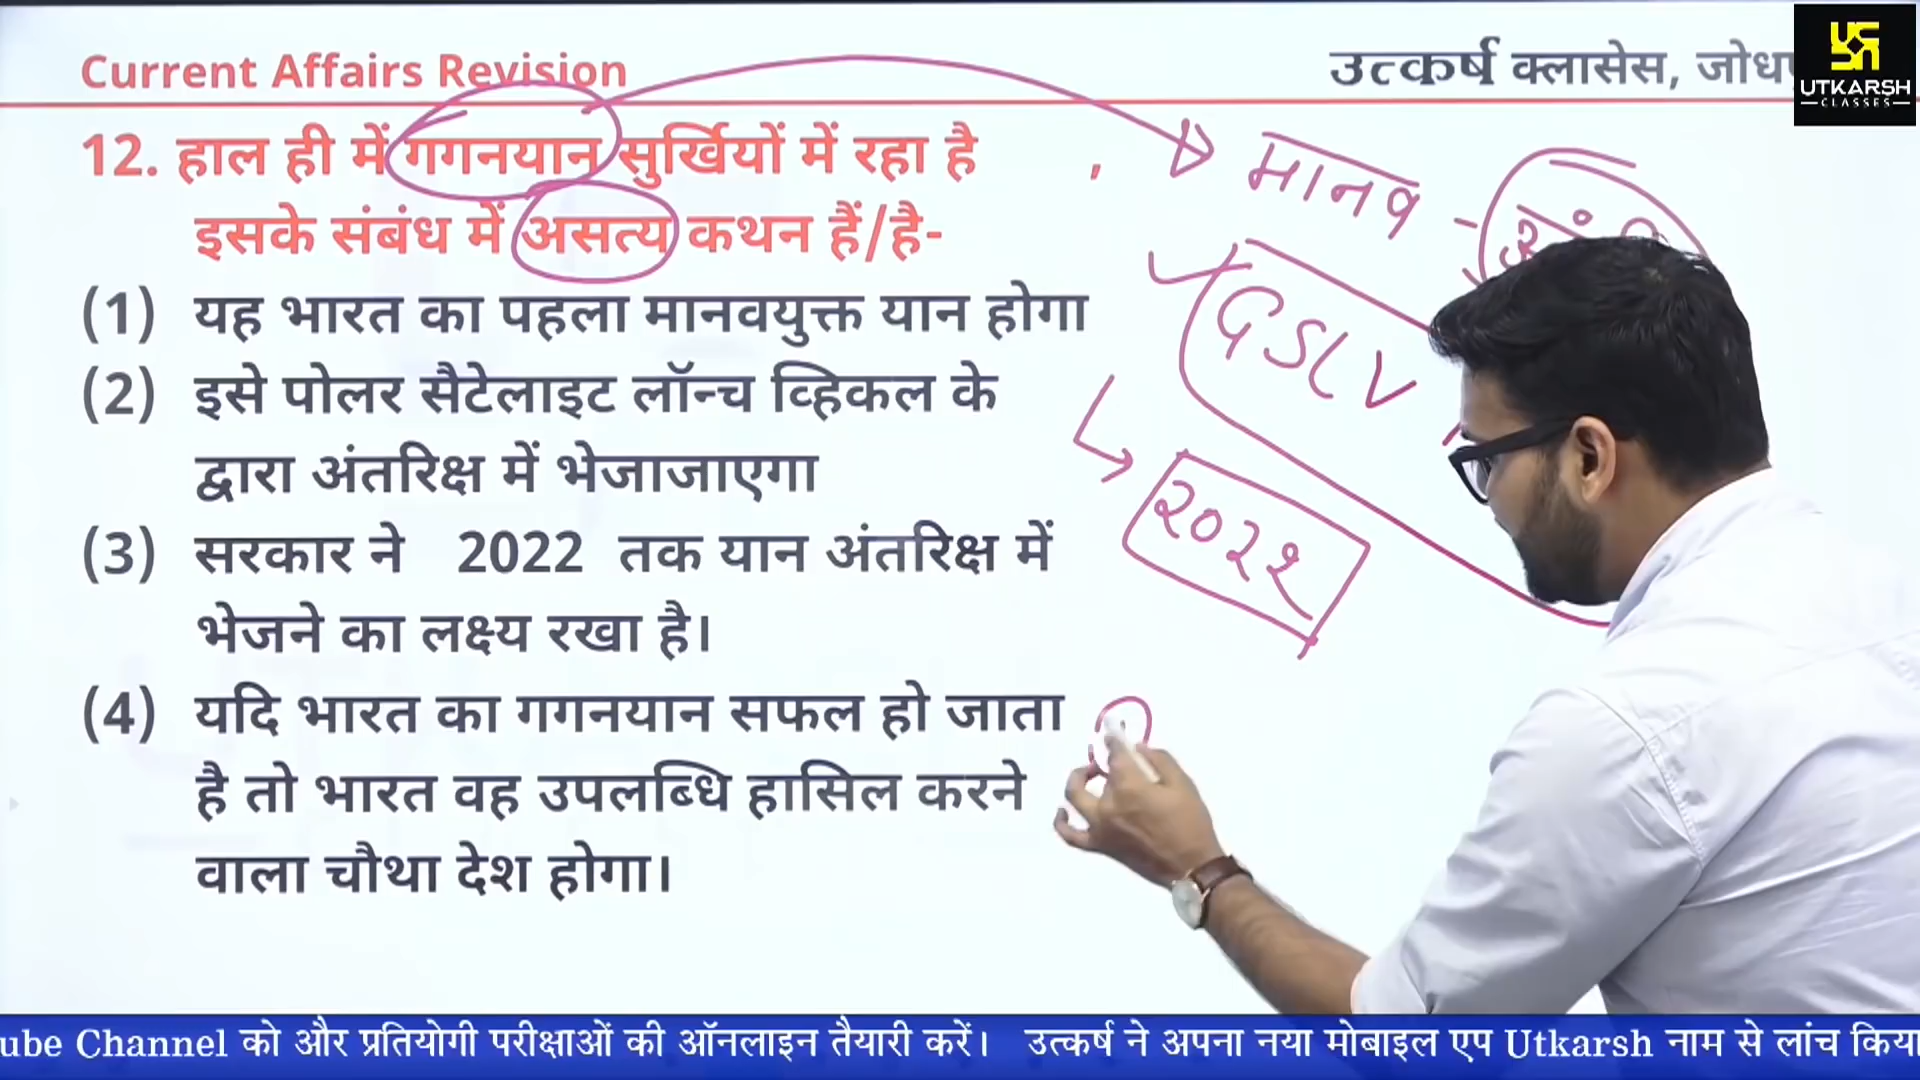 Current Affairs Revision
उत्कर्ष क्लासेस,
UTKARSH
CLASSES
12. हाल ही में गगनयान सुर्खियों में रहा है
इसके संबंध में असत्य कथन हैं/है-
(1) यह भारत का पहला मानवयुक्त यान होगा
(2) इसे पोलर सैटेलाइट लॉन्च व्हिकल के
द्वारा अंतरिक्ष में भेजाजाएगा
(3) सरकार ने 2022 तक यान अंतरिक्ष में
भेजने का लक्ष्य रखा है।
(4) यदि भारत का गगनयान सफल हो जाता
है तो भारत वह उपलब्धि हासिल करने
वाला चौथा देश होगा।
मानव -
GSLV
ube Channel को और प्रतियोगी परीक्षाओं की ऑनलाइन तैयारी करें। उत्कर्ष ने अपना नया मोबाइल एप Utkarsh नाम से लांच किया